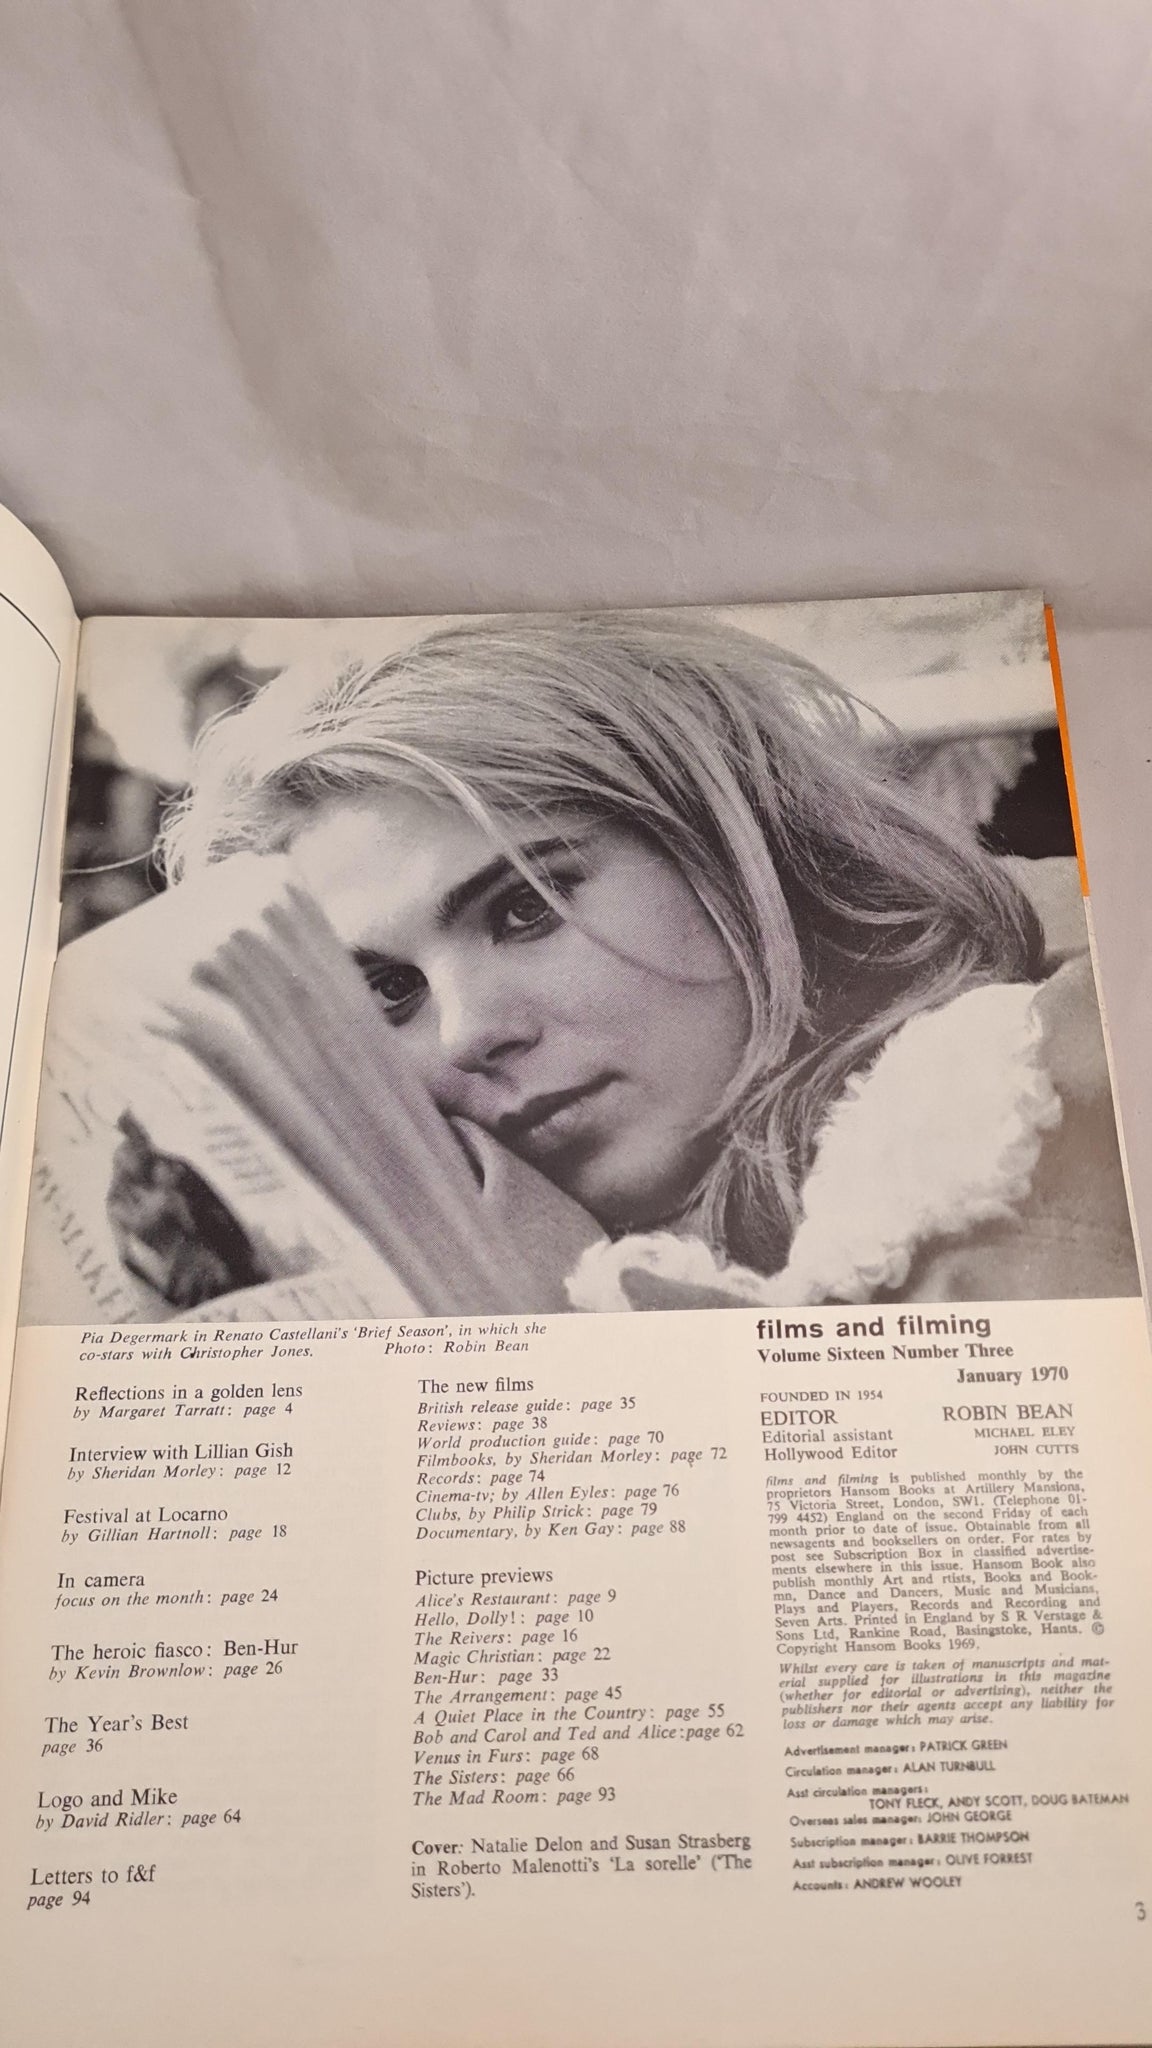 Pia Degermark in Renato Castellani's 'Brief Season', in which she
co-stars with Christopher Jones. Photo: Robin Bean
Reflections in a golden lens
by Margaret Tarratt: page 4
Interview with Lillian Gish
by Sheridan Morley: page 12
Festival at Locarno
by Gillian Hartnoll: page 18
In camera
focus on the month: page 24
The heroic fiasco: Ben-Hur
by Kevin Brownlow: page 26
The Year's Best
page 36
Logo and Mike
by David Ridler: page 64
Letters to f&f
page 94
The new films
British release guide: page 35
Reviews: page 38
World production guide: page 70
Filmbooks, by Sheridan Morley: page 72
Records: page 74
Cinema-tv; by Allen Eyles: page 76
Clubs, by Philip Strick: page 79
Documentary, by Ken Gay: page 88
Picture previews
Alice's Restaurant: page 9
Hello, Dolly!: page 10
The Reivers: page 16
Magic Christian: page 22
Ben-Hur: page 33
The Arrangement: page 45
A Quiet Place in the Country: page 55
Bob and Carol and Ted and Alice:page 62
Venus in Furs: page 68
The Sisters: page 66
The Mad Room: page 93
Cover: Natalie Delon and Susan Strasberg
in Roberto Malenotti's 'La sorelle' ('The
Sisters').
films and filming
Volume Sixteen Number Three
January 1970
FOUNDED IN 1954
EDITOR ROBIN BEAN
Editorial assistant MICHAEL ELEY
Hollywood Editor JOHN CUTTS
films and filming is published monthly by the
proprietors Hansom Books at Artillery Mansions,
75 Victoria Street, London, SW1. (Telephone 01-
799 4452) England on the second Friday of each
month prior to date of issue. Obtainable from all
newsagents and booksellers on order. For rates by
post see Subscription Box in classified advertise-
ments elsewhere in this issue. Hansom Book also
publish monthly Art and rtists, Books and Book-
mn, Dance and Dancers, Music and Musicians,
Plays and Players, Records and Recording and
Seven Arts. Printed in England by S R Verstage &
Sons Ltd, Rankine Road, Basingstoke, Hants. ©
Copyright Hansom Books 1969.
Whilst every care is taken of manuscripts and mat-
erial supplied for illustrations in this magazine
(whether for editorial or advertising), neither the
publishers nor their agents accept any liability for
loss or damage which may arise.
Advertisement manager: PATRICK GREEN
Circulation manager: ALAN TURNBULL
Asst circulation managers:
TONY FLECK, ANDY SCOTT, DOUG BATEMAN
Overseas sales manager: JOHN GEORGE
Subscription manager: BARRIE THOMPSON
Asst subscription manager: OLIVE FORREST
Accounts: ANDREW WOOLEY
3